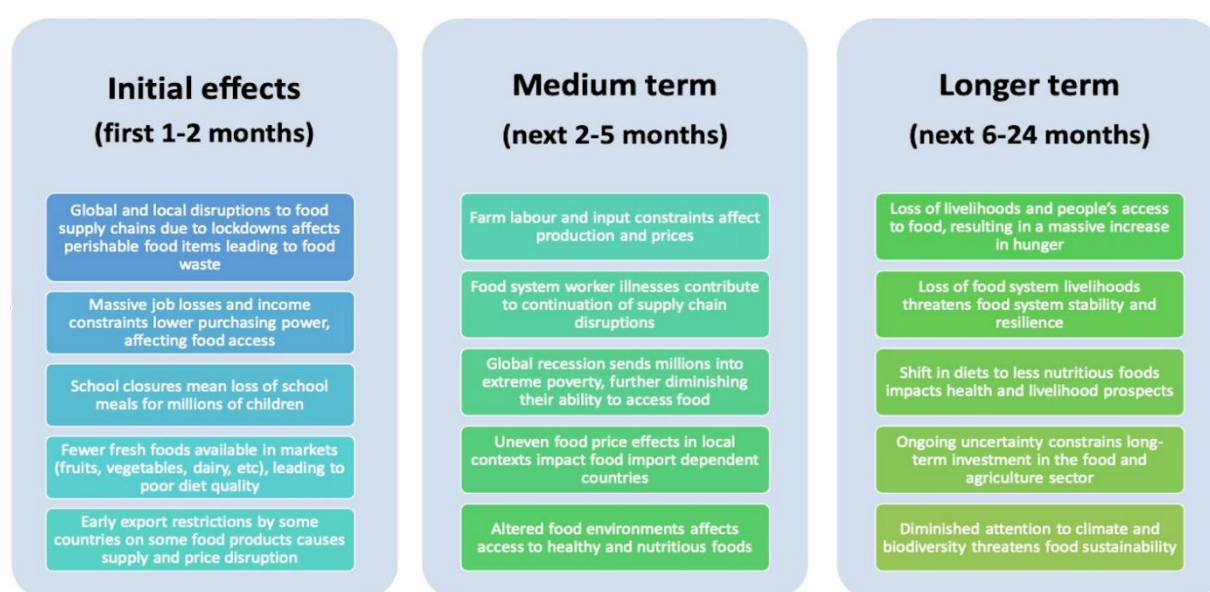 Initial effects
(first 1-2 months)
Global and local disruptions to food
supply chains due to lockdowns affects
perishable food items leading to food
waste
Massive job losses and income
constraints lower purchasing power,
affecting food access
School closures mean loss of school
meals for millions of children
Fewer fresh foods available in markets
(fruits, vegetables, dairy, etc), leading to
poor diet quality
Early export restrictions by some
countries on some food products causes
supply and price disruption
Medium term
(next 2-5 months)
Farm labour and input constraints affect
production and prices
Food system worker illnesses contribute
to continuation of supply chain
disruptions
Global recession sends millions into
extreme poverty, further diminishing
their ability to access food
Uneven food price effects in local
contexts impact food import dependent
countries
Altered food environments affects
access to healthy and nutritious foods
Longer term
(next 6-24 months)
Loss of livelihoods and people's access
to food, resulting in a massive increase
in hunger
Loss of food system livelihoods
threatens food system stability and
resilience
Shift in diets to less nutritious foods
impacts health and livelihood prospects
Ongoing uncertainty constrains long-
term investment in the food and
agriculture sector
Diminished attention to climate and
biodiversity threatens food sustainability